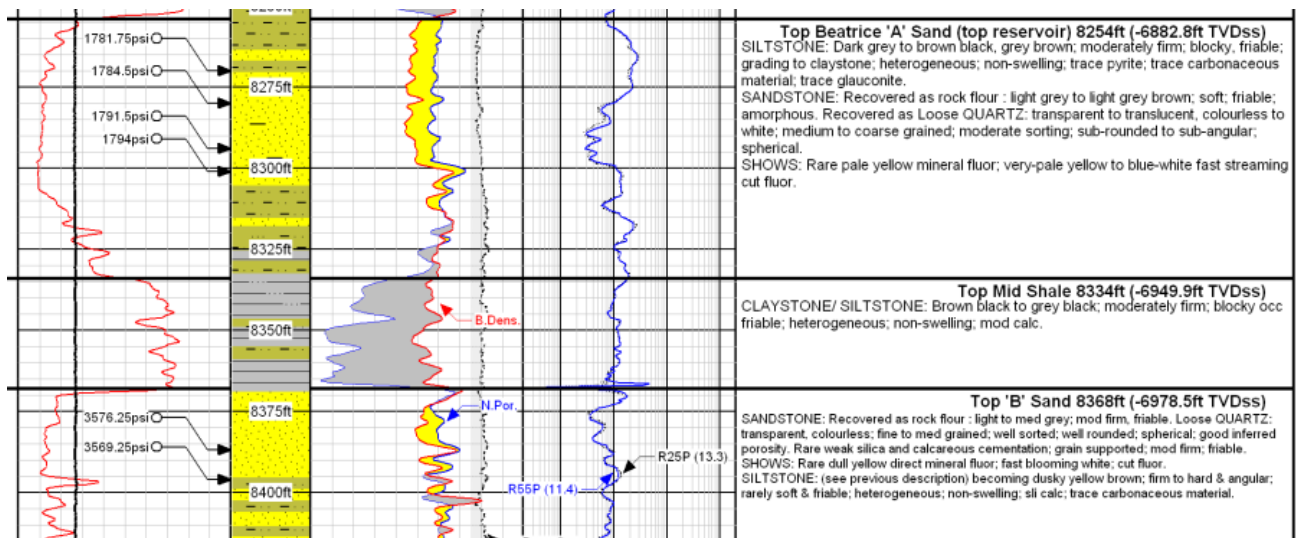 Top Beatrice 'A' Sand (top reservoir) 8254ft (-6882.8ft TVDss)
SILTSTONE: Dark grey to brown black, grey brown; moderately firm; blocky, friable;
grading to claystone; heterogeneous; non-swelling; trace pyrite; trace carbonaceous
material; trace glauconite.
SANDSTONE: Recovered as rock flour : light grey to light grey brown; soft; friable;
amorphous. Recovered as Loose QUARTZ: transparent to translucent, colourless to
white; medium to coarse grained; moderate sorting; sub-rounded to sub-angular;
spherical.
SHOWS: Rare pale yellow mineral fluor; very-pale yellow to blue-white fast streaming
cut fluor.
1781.75psi
1784.5psi
8275ft
1791.5psi
1794psi
8300ft
8325ft
Top Mid Shale 8334ft (-6949.9ft TVDss)
CLAYSTONE/ SILTSTONE: Brown black to grey black; moderately firm; blocky occ
friable; heterogeneous; non-swelling; mod calc.
B.Dens.
8350ft
Top 'B' Sand 8368ft (-6978.5ft TVDss)
SANDSTONE: Recovered as rock flour : light to med grey; mod firm, friable. Loose QUARTZ:
transparent, colourless; fine to med grained; well sorted; well rounded; spherical; good inferred
porosity. Rare weak silica and calcareous cementation; grain supported; mod firm; friable.
SHOWS: Rare dull yellow direct mineral fluor; fast blooming white; cut fluor.
SILTSTONE: (see previous description) becoming dusky yellow brown; firm to hard & angular;
rarely soft & friable; heterogeneous; non-swelling; sli calc; trace carbonaceous material.
8375ft
N.Por.
3576.25psi
3569.25psi
R25P (13.3)
R55P (11.4)
8400ft